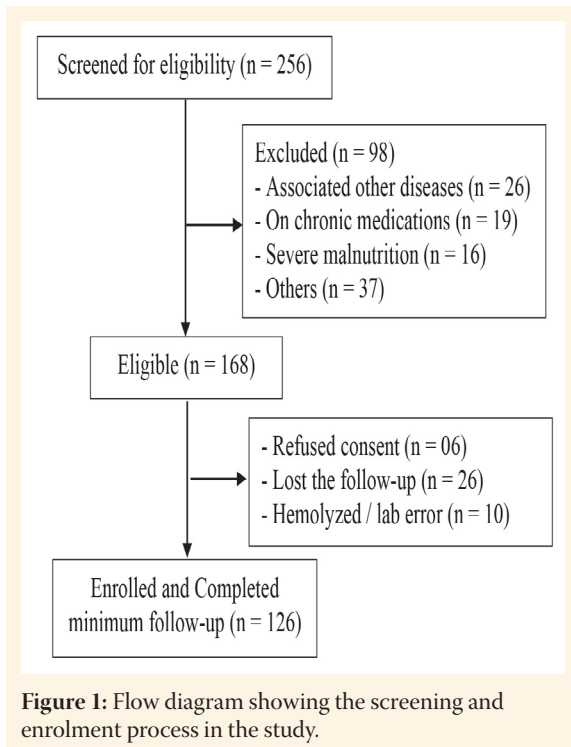 Screened for eligibility (n = 256)
Excluded (n = 98)
- Associated other diseases (n = 26)
- On chronic medications (n = 19)
- Severe malnutrition (n = 16)
- Others (n = 37)
Eligible (n = 168)
- Refused consent (n = 06)
- Lost the follow-up (n = 26)
- Hemolyzed / lab error (n = 10)
Enrolled and Completed
minimum follow-up (n = 126)
Figure 1: Flow diagram showing the screening and
enrolment process in the study.